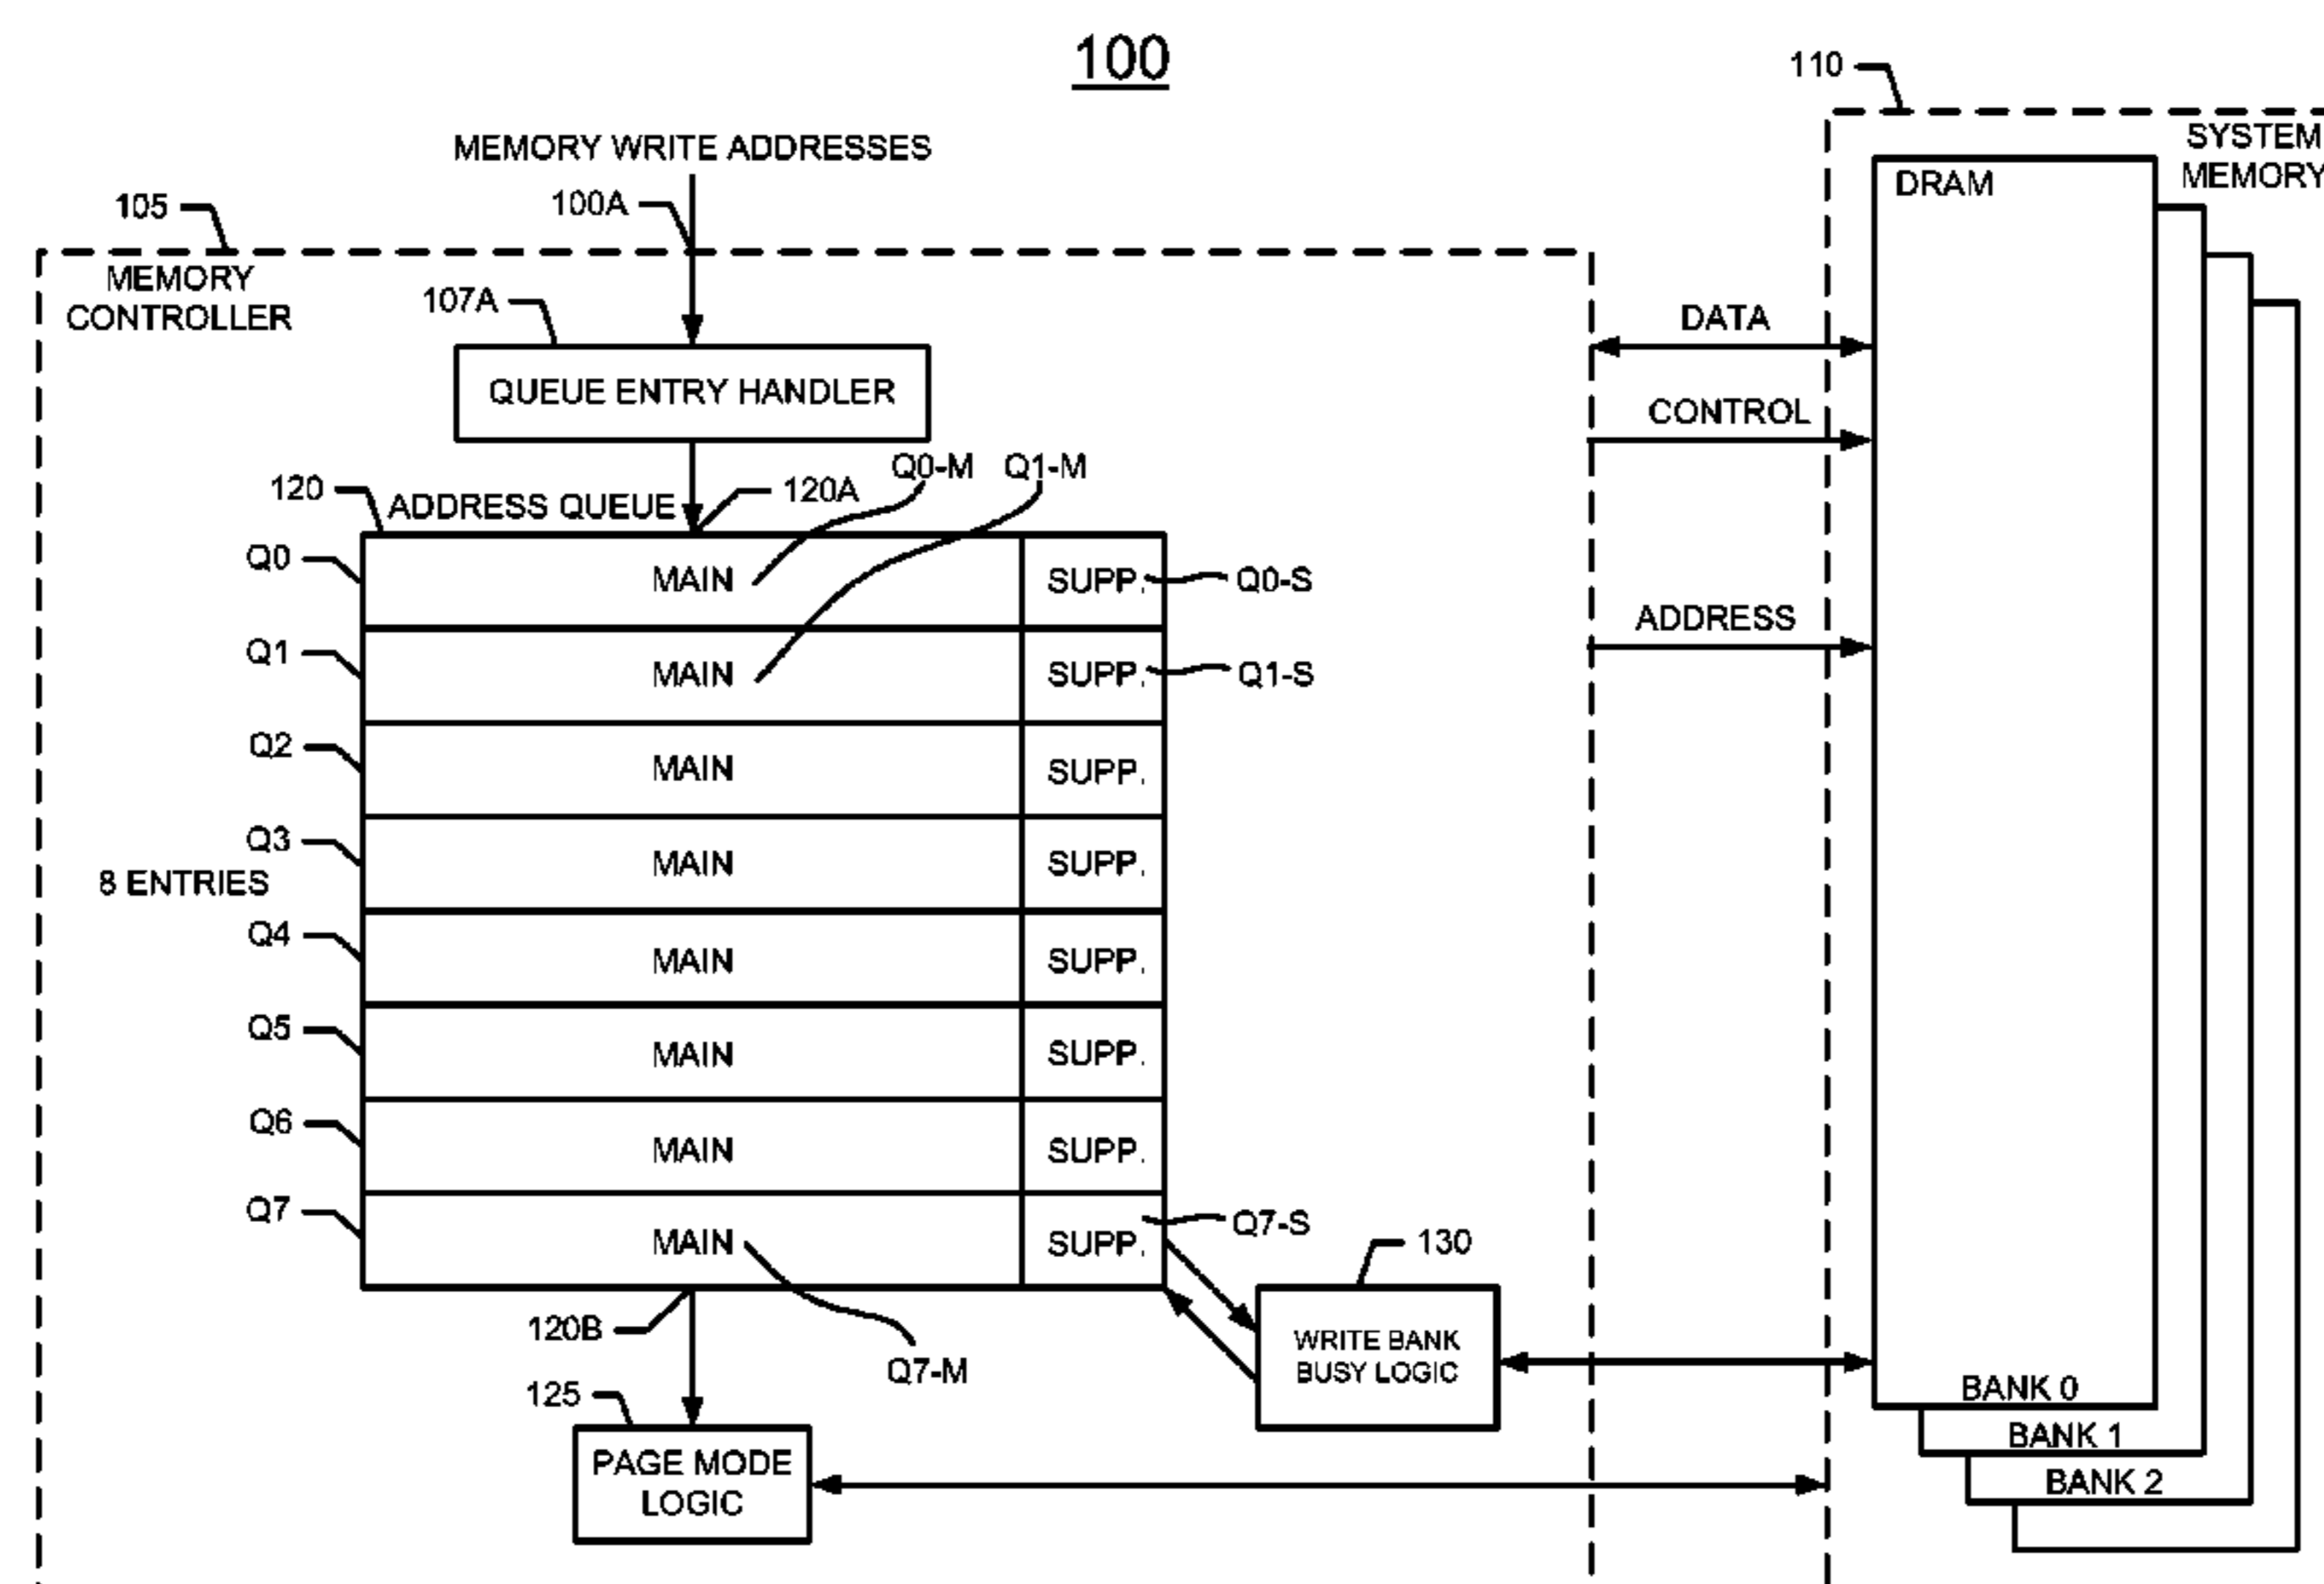 100
110
MEMORY WRITE ADDRESSES
SYSTEM
MEMORY
DRAM
105
100A
MEMORY
CONTROLLER
107A
DATA
QUEUE ENTRY HANDLER
CONTROL
Q0-M Q1-M
120
ADDRESS QUEUE
120A
Q0
MAIN SUPP. Q0-S
ADDRESS
Q1
MAIN SUPP. Q1-S
Q2
MAIN SUPP.
Q3
MAIN SUPP.
8 ENTRIES
Q4
MAIN SUPP.
Q5
MAIN SUPP.
Q6
MAIN SUPP.
Q7
MAIN SUPP. Q7-S
130
120B
WRITE BANK
BUSY LOGIC
Q7-M
125
BANK 0
BANK 1
PAGE MODE
LOGIC
BANK 2